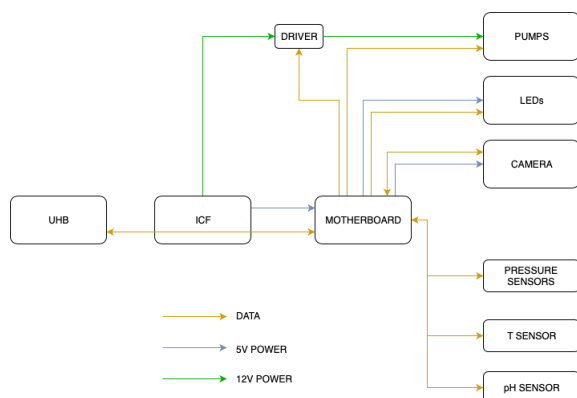 DRIVER
PUMPS
LEDs
CAMERA
UHB
ICF
MOTHERBOARD
PRESSURE
SENSORS
DATA
T SENSOR
5V POWER
12V POWER
pH SENSOR